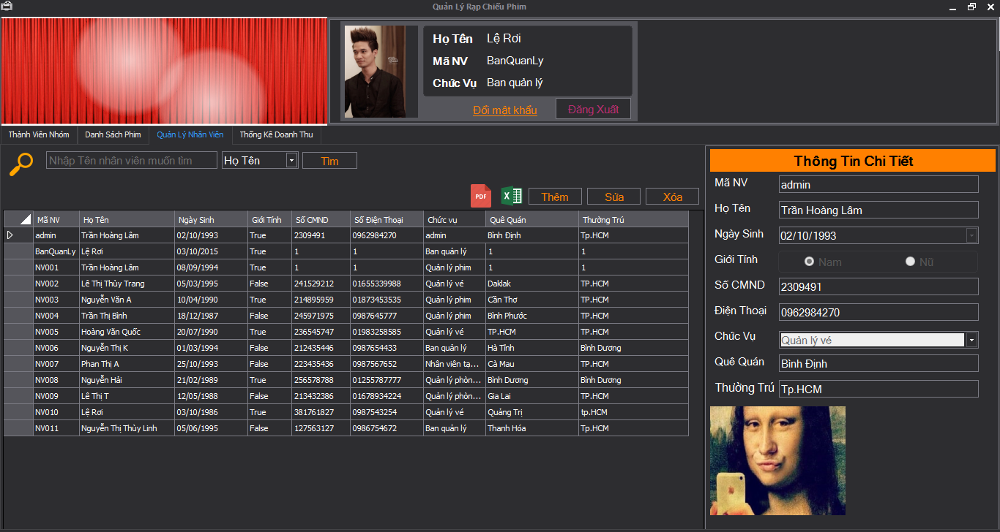 Quản Lý Rạp Chiếu Phim
Họ Tên Lệ Rơi
Mã NV BanQuanLy
Chức Vụ Ban quản lý
Đổi mật khẩu Đăng Xuất
Thành Viên Nhóm Danh Sách Phim Quản Lý Nhân Viên Thống Kê Doanh Thu
Nhập Tên nhân viên muốn tìm Họ Tên Tìm
PDF X Thêm Sửa Xóa
Mã NV Họ Tên Ngày Sinh Giới Tính Số CMND Số Điện Thoại Chức vụ Quê Quán Thường Trú
admin Trần Hoàng Lâm 02/10/1993 True 2309491 0962984270 admin Bình Định Tp.HCM
BanQuanLy Lệ Rơi 03/10/2015 True 1 1 Ban quản lý 1 1
NV001 Trần Hoàng Lâm 08/09/1994 True 1 1 Quản lý phim 1 1
NV002 Lê Thị Thùy Trang 05/03/1995 False 241529212 01655339988 Quản lý vé Daklak TP.HCM
NV003 Nguyễn Văn A 10/04/1990 True 214895959 01873453535 Quản lý phim Cần Thơ TP.HCM
NV004 Trần Thị Bình 18/12/1987 False 245971975 0987645777 Quản lý phim Bình Phước TP.HCM
NV005 Hoàng Văn Quốc 20/07/1990 True 236545747 01983258585 Quản lý vé TP.HCM TP.HCM
NV006 Nguyễn Thị K 01/03/1994 False 212435446 0987654433 Ban quản lý Hà Tĩnh Bình Dương
NV007 Phan Thị A 25/10/1993 False 223435436 0987567652 Nhân viên tạ... Cà Mau TP.HCM
NV008 Nguyễn Hải 21/02/1989 True 256578788 01255787777 Quản lý phòn... Bình Dương Bình Dương
NV009 Lê Thị T 12/05/1988 False 213432386 01678934224 Quản lý phòn... Gia Lai TP.HCM
NV010 Lệ Rơi 03/10/1986 True 381761827 0987543254 Quản lý vé Quảng Trị tp.HCM
NV011 Nguyễn Thị Thùy Linh 05/06/1995 False 127563127 0986754672 Ban quản lý Thanh Hóa Tp.HCM
Thông Tin Chi Tiết
Mã NV admin
Họ Tên Trần Hoàng Lâm
Ngày Sinh 02/10/1993
Giới Tính Nam Nữ
Số CMND 2309491
Điện Thoại 0962984270
Chức Vụ Quản lý vé
Quê Quán Bình Định
Thường Trú Tp.HCM